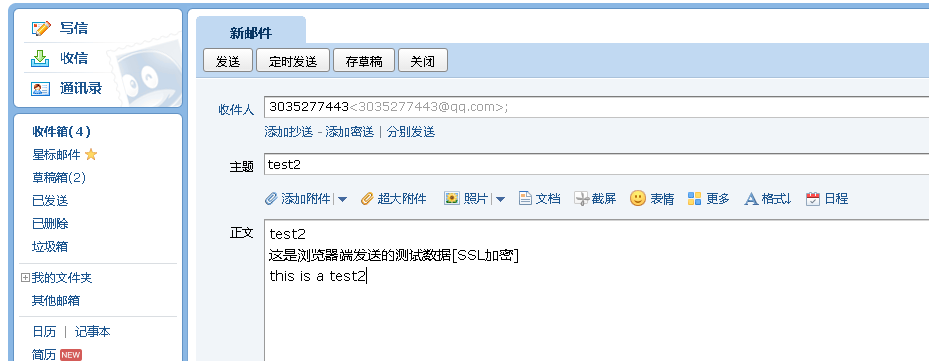 写信
收信
通讯录
收件箱(4)
星标邮件
草稿箱(2)
已发送
已删除
垃圾箱
我的文件夹
其他邮箱
日历 | 记事本
简历 NEW
新邮件
发送 定时发送 存草稿 关闭
收件人 3035277443<3035277443@qq.com>;
添加抄送 - 添加密送 | 分别发送
主题 test2
添加附件 | 超大附件 照片 | 文档 截屏 表情 更多 格式↓ 日程
正文 test2
这是浏览器端发送的测试数据[SSL加密]
this is a test2